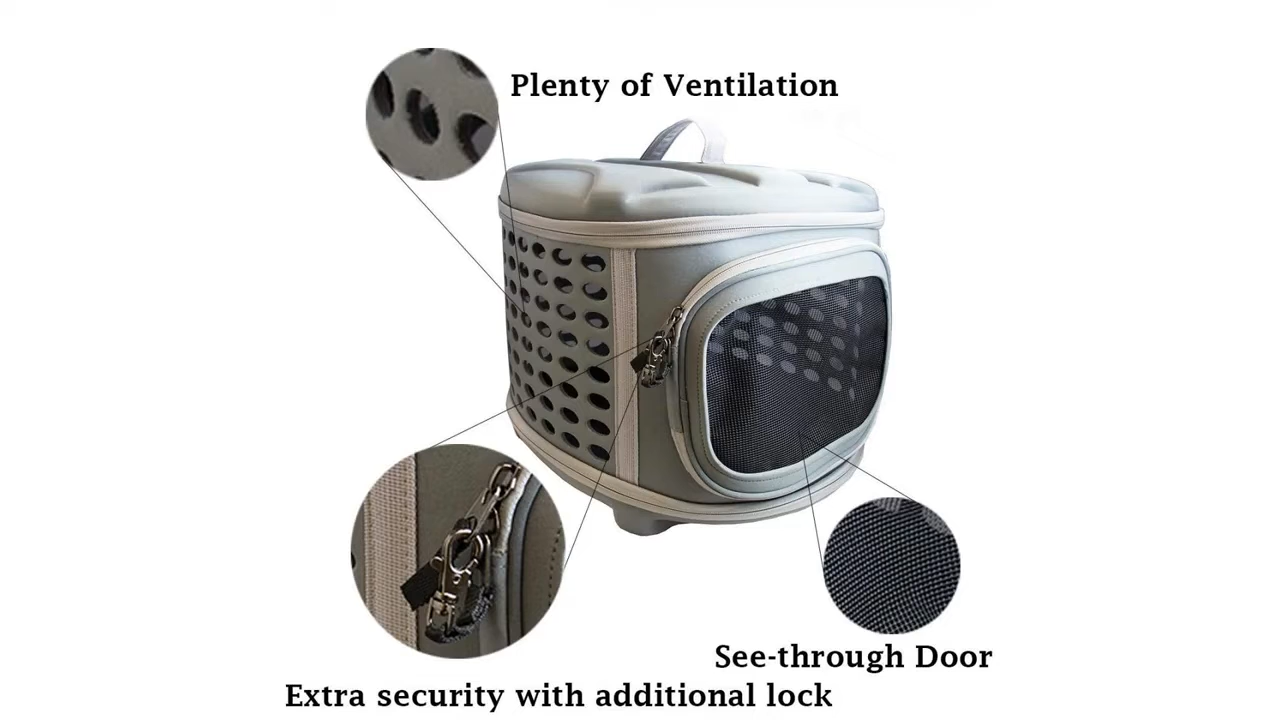 Plenty of Ventilation
See-through Door
Extra security with additional lock